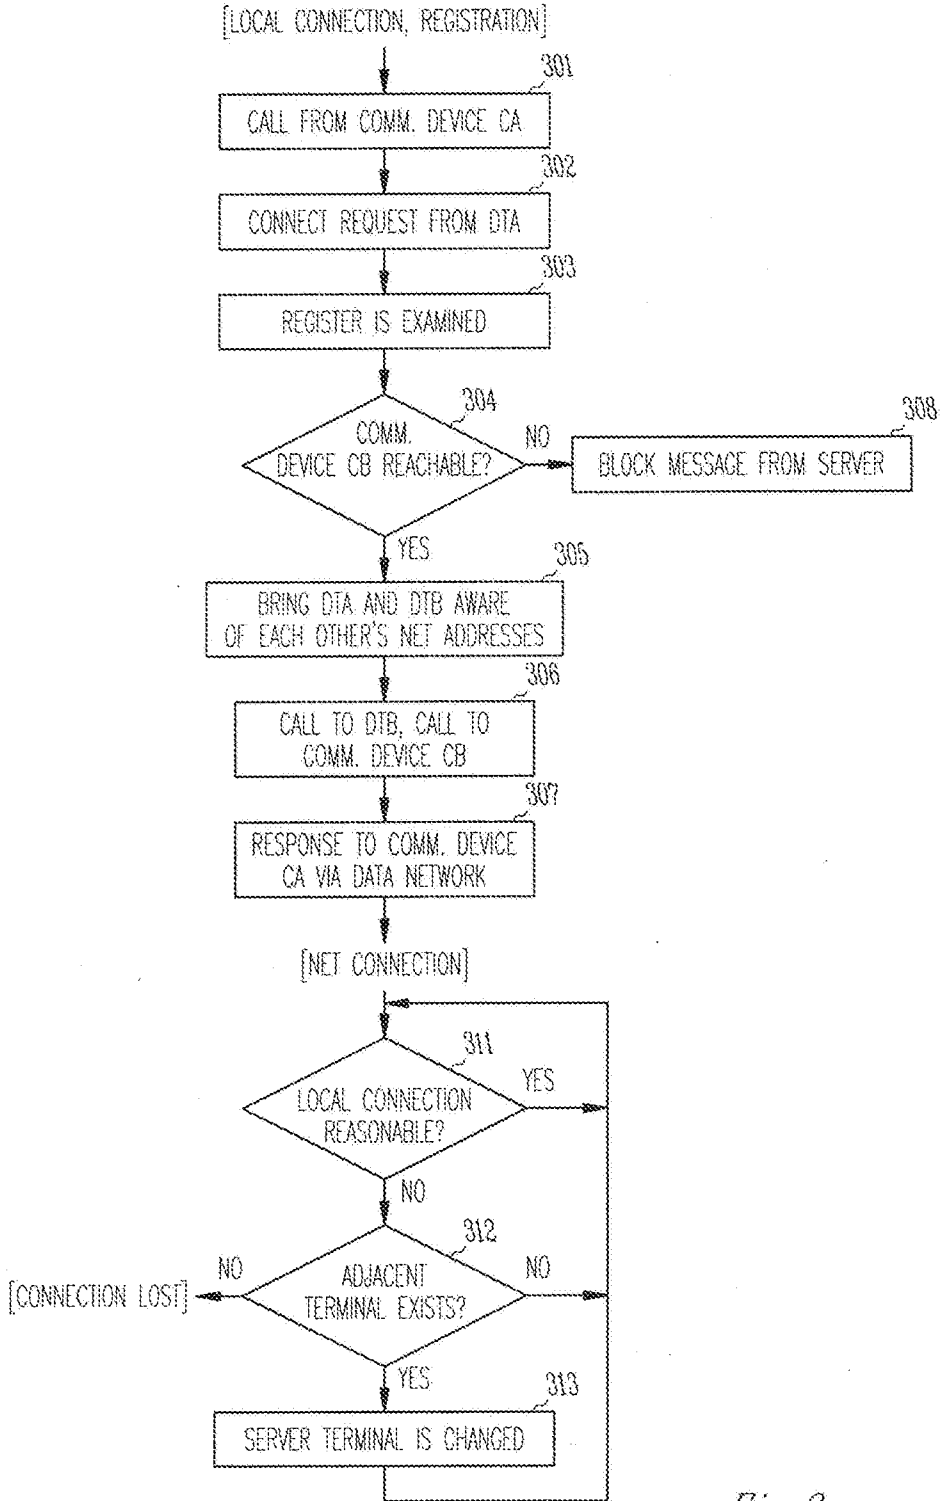 [LOCAL CONNECTION, REGISTRATION]
301
CALL FROM COMM. DEVICE CA
302
CONNECT REQUEST FROM DTA
303
REGISTER IS EXAMINED
304
COMM.
DEVICE CB REACHABLE?
NO
308
BLOCK MESSAGE FROM SERVER
YES
305
BRING DTA AND DTB AWARE
OF EACH OTHER'S NET ADDRESSES
306
CALL TO DTB, CALL TO
COMM. DEVICE CB
307
RESPONSE TO COMM. DEVICE
CA VIA DATA NETWORK
[NET CONNECTION]
311
YES
LOCAL CONNECTION
REASONABLE?
NO
312
NO
NO
ADJACENT
TERMINAL EXISTS?
[CONNECTION LOST]
YES
313
SERVER TERMINAL IS CHANGED